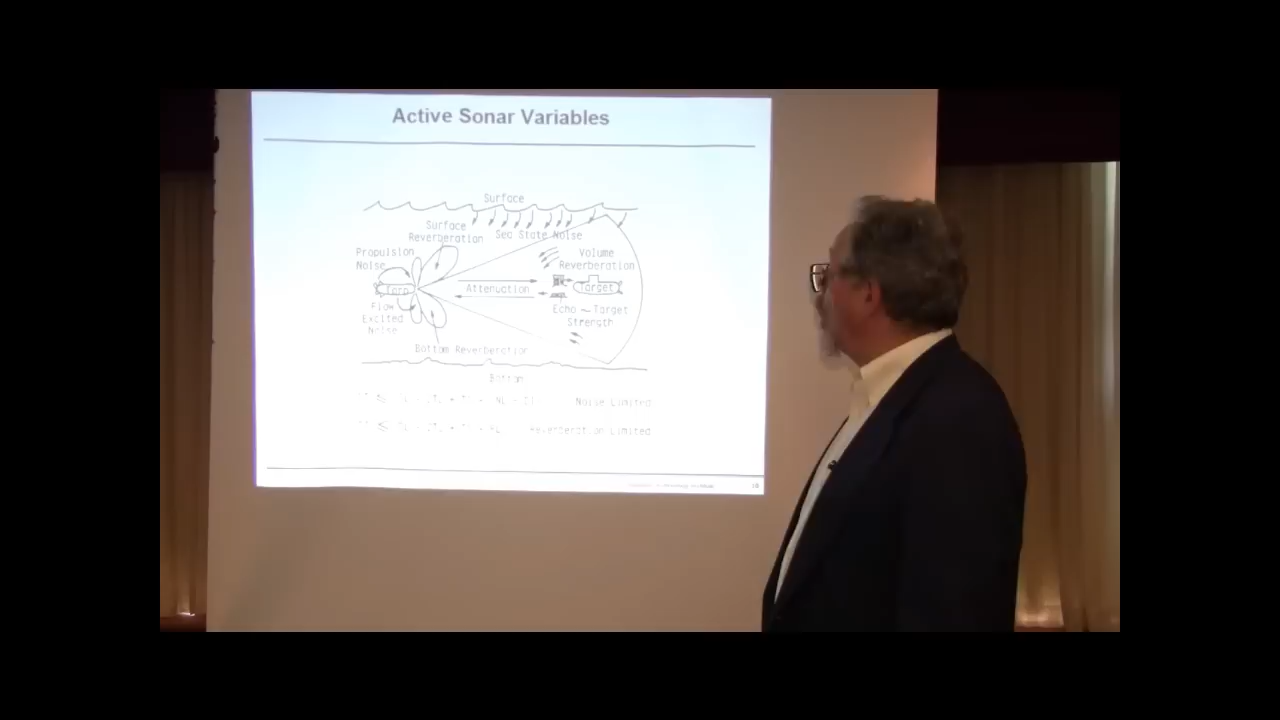 Active Sonar Variables
Surface
Surface
Reverberation
Sea State Noise
Propulsion
Noise
Volume
Reverberation
Torp
Attenuation
Target
Flow
Excited
Noise
Echo ~ Target
Strength
Bottom Reverberation
Bottom
Noise Limited
Reverberation Limited